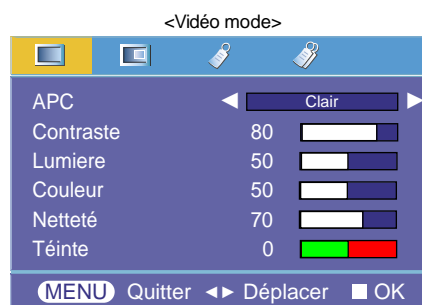 <Vidéo mode>
APC ◄ Clair ►
Contraste 80
Lumiere 50
Couleur 50
Netteté 70
Téinte 0
MENU Quitter ◄► Déplacer ■ OK